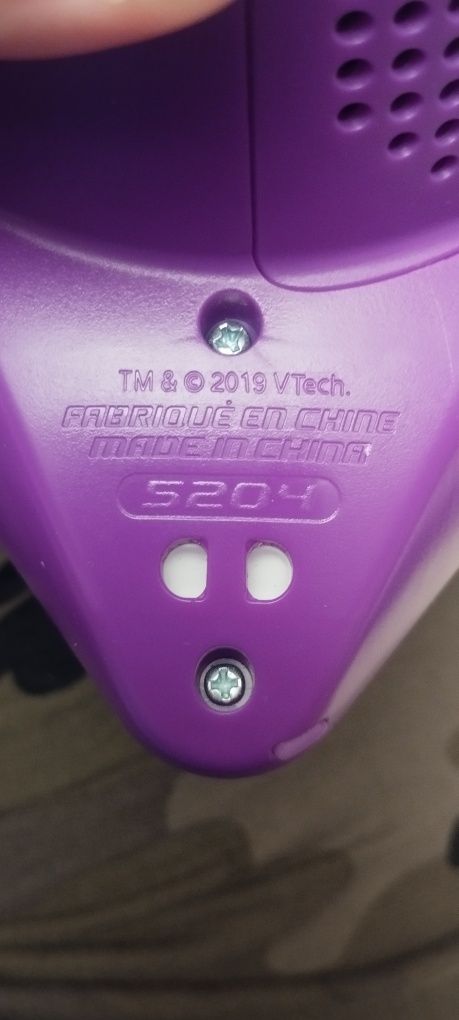 TM & © 2019 VTech.
FABRIQUÉ EN CHINE
MADE IN CHINA
5204